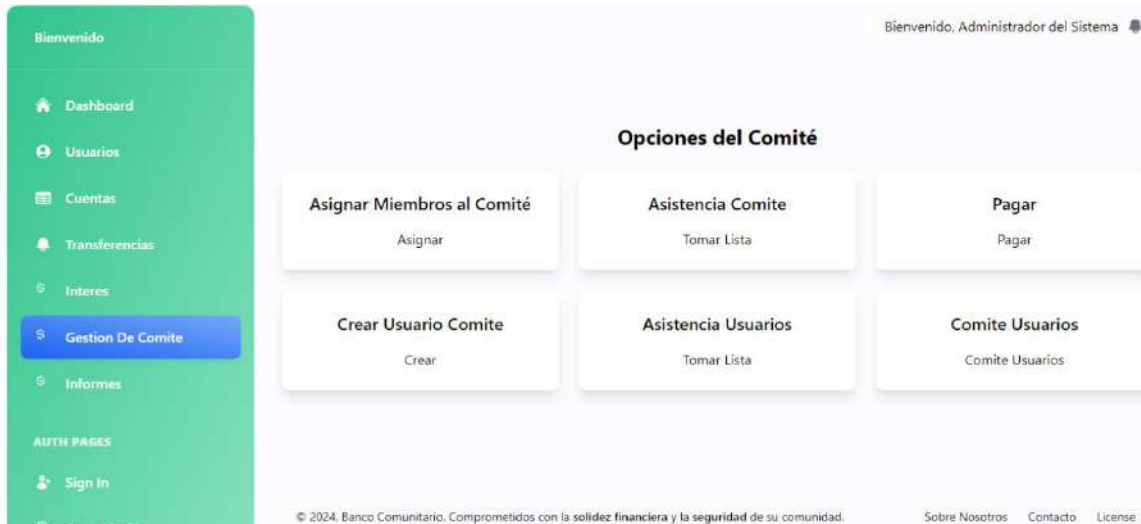 Bienvenido
Dashboard
Usuarios
Cuentas
Transferencias
Interes
Gestion De Comite
Informes
AUTH PAGES
Sign In
Bienvenido, Administrador del Sistema
Opciones del Comité
Asignar Miembros al Comité
Asignar
Asistencia Comite
Tomar Lista
Pagar
Pagar
Crear Usuario Comite
Crear
Asistencia Usuarios
Tomar Lista
Comite Usuarios
Comite Usuarios
© 2024, Banco Comunitario. Comprometidos con la solidez financiera y la seguridad de su comunidad.
Sobre Nosotros Contacto License